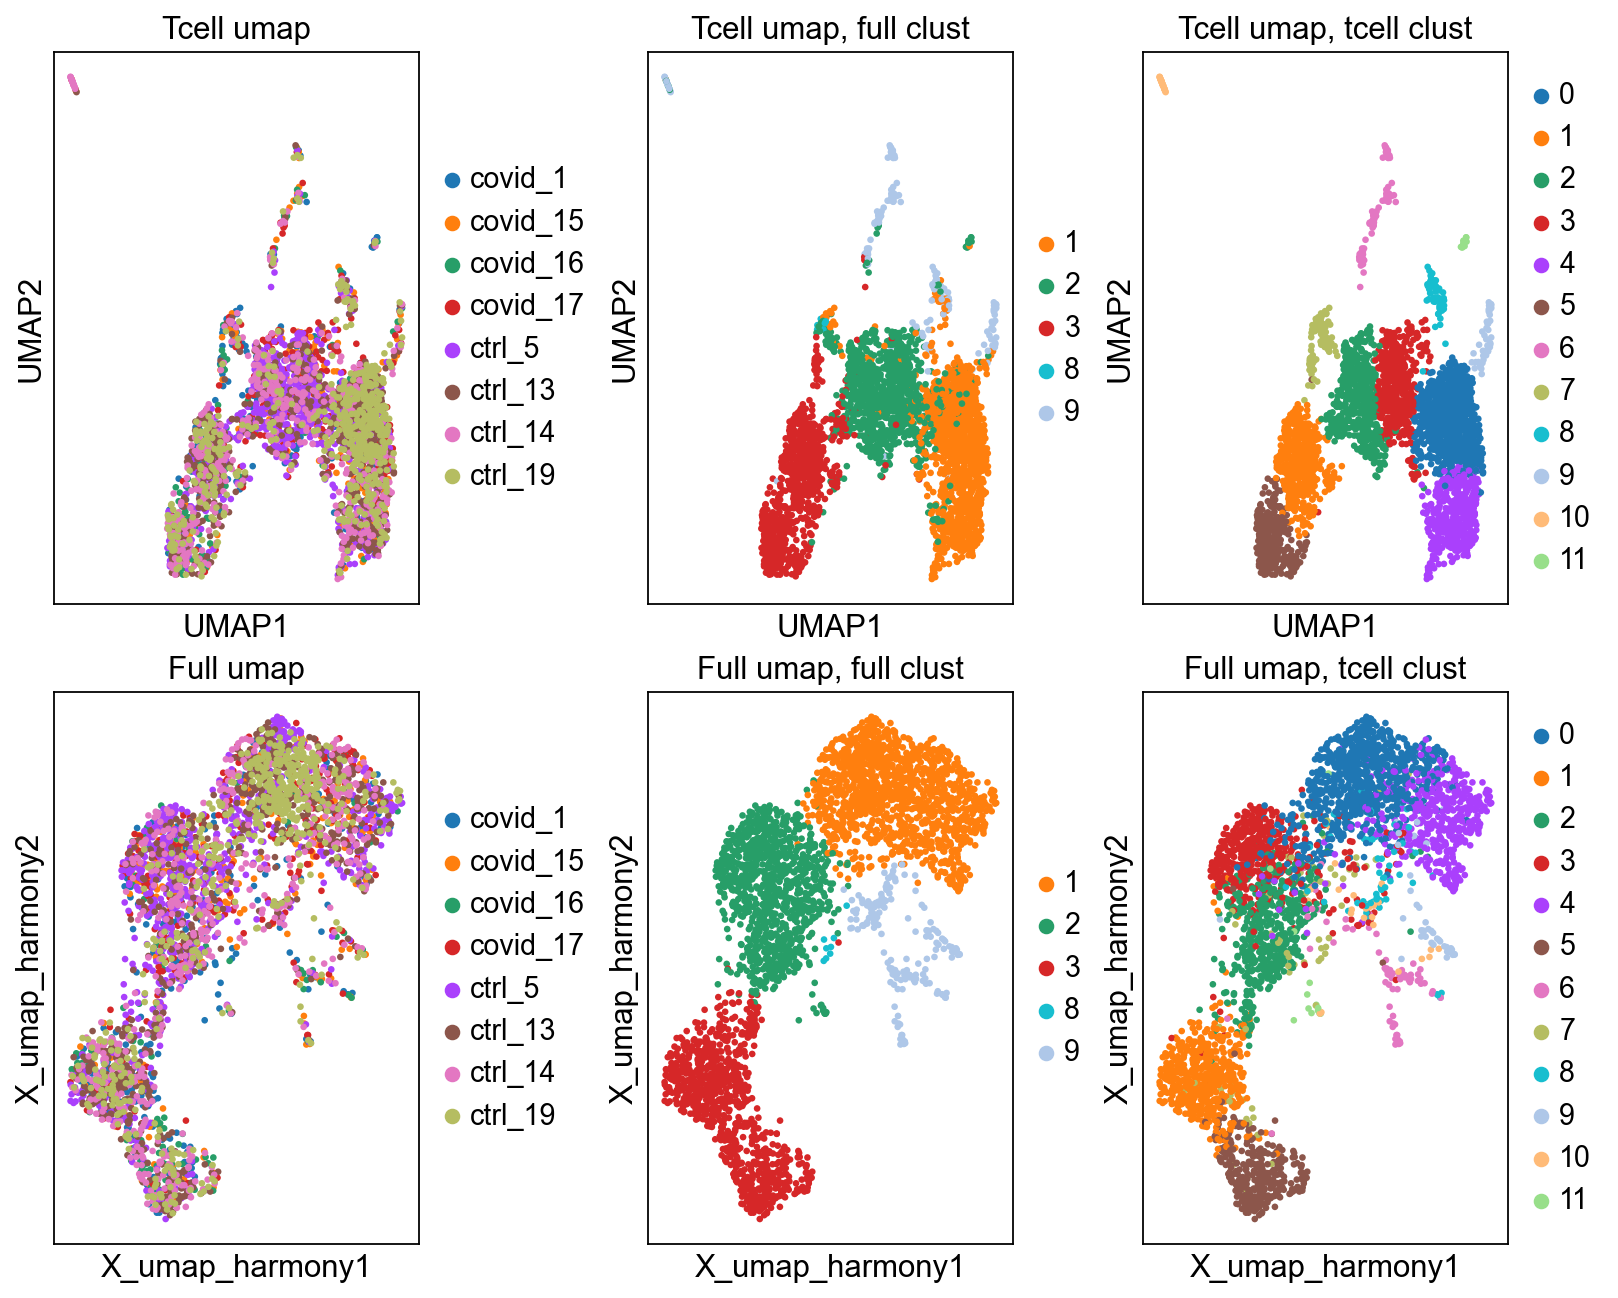 Tcell umap
UMAP2
UMAP1
covid_1
covid_15
covid_16
covid_17
ctrl_5
ctrl_13
ctrl_14
ctrl_19
Tcell umap, full clust
UMAP2
UMAP1
1
2
3
8
9
Tcell umap, tcell clust
UMAP2
UMAP1
0
1
2
3
4
5
6
7
8
9
10
11
Full umap
X_umap_harmony2
X_umap_harmony1
covid_1
covid_15
covid_16
covid_17
ctrl_5
ctrl_13
ctrl_14
ctrl_19
Full umap, full clust
X_umap_harmony2
X_umap_harmony1
1
2
3
8
9
Full umap, tcell clust
X_umap_harmony2
X_umap_harmony1
0
1
2
3
4
5
6
7
8
9
10
11